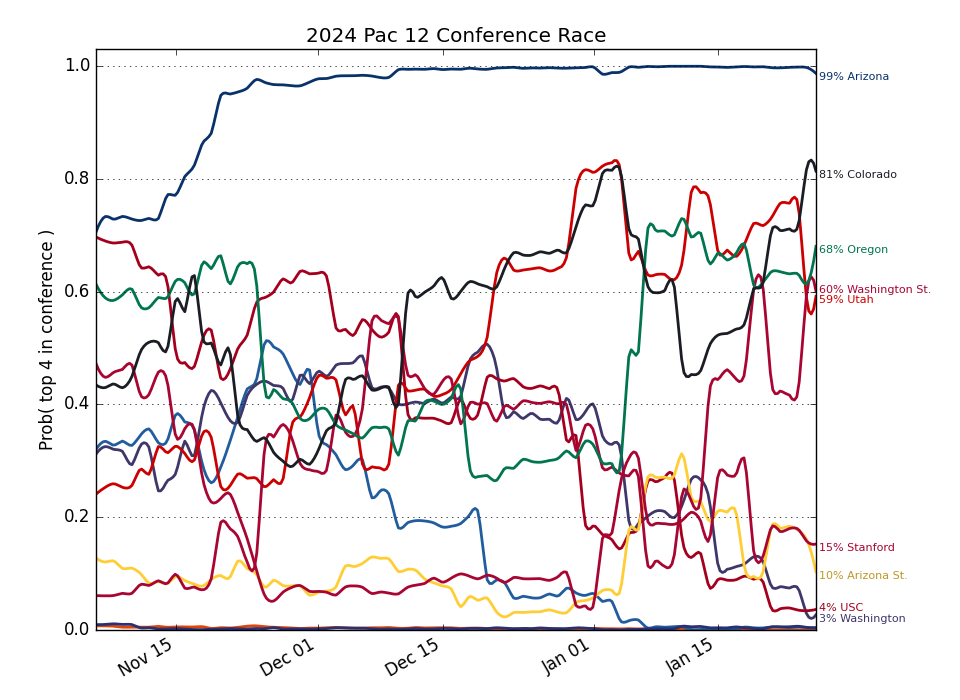 2024 Pac 12 Conference Race
Prob( top 4 in conference )
1.0
0.8
0.6
0.4
0.2
0.0
Nov 15
Dec 01
Dec 15
Jan 01
Jan 15
99% Arizona
81% Colorado
68% Oregon
60% Washington St.
59% Utah
15% Stanford
10% Arizona St.
4% USC
3% Washington